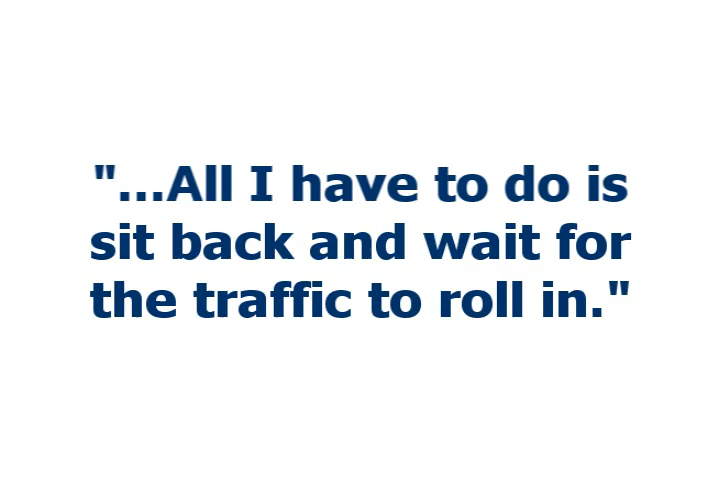 "...All I have to do is
sit back and wait for
the traffic to roll in."